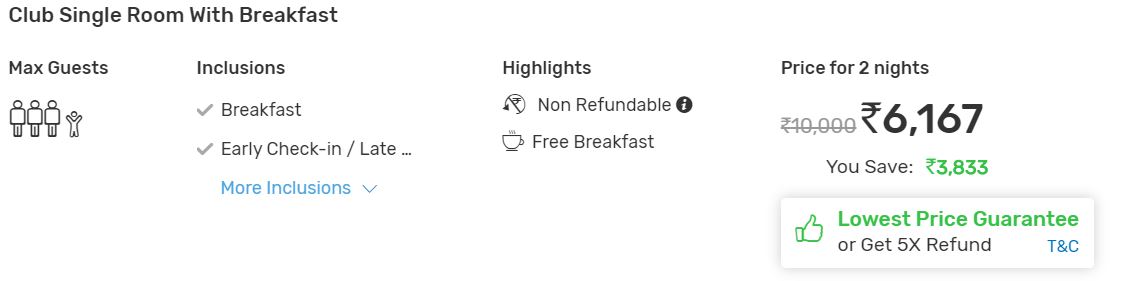 Club Single Room With Breakfast
Max Guests
Inclusions
Breakfast
Early Check-in / Late ...
More Inclusions
Highlights
Non Refundable
Free Breakfast
Price for 2 nights
₹10,000 ₹6,167
You Save: ₹3,833
Lowest Price Guarantee
or Get 5X Refund T&C